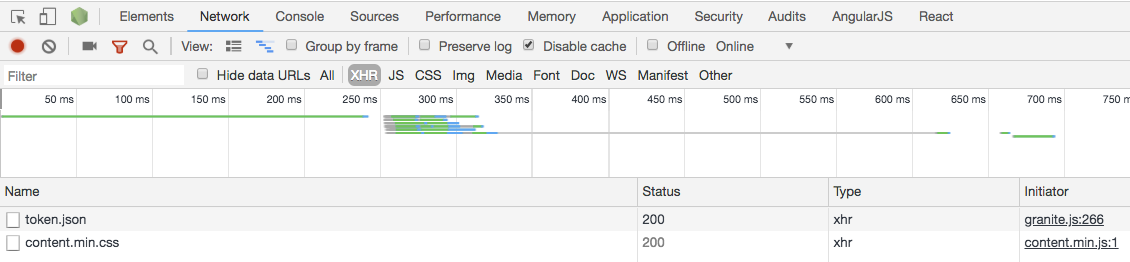 Elements Network Console Sources Performance Memory Application Security Audits AngularJS React
View: Group by frame Preserve log Disable cache Offline Online
Filter Hide data URLs All XHR JS CSS Img Media Font Doc WS Manifest Other
50 ms 100 ms 150 ms 200 ms 250 ms 300 ms 350 ms 400 ms 450 ms 500 ms 550 ms 600 ms 650 ms 700 ms 750 m
Name Status Type Initiator
token.json 200 xhr granite.js:266
content.min.css 200 xhr content.min.js:1